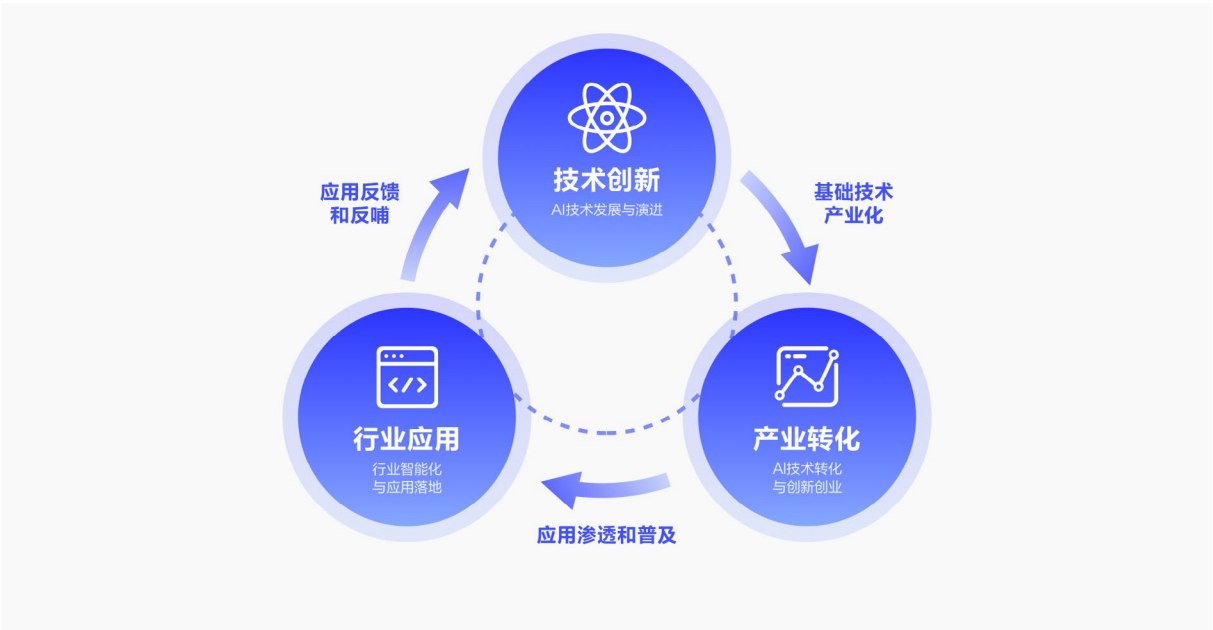 技术创新
AI技术发展与演进
应用反馈
和反哺
基础技术
产业化
行业应用
行业智能化
与应用落地
产业转化
AI技术转化
与创新创业
应用渗透和普及